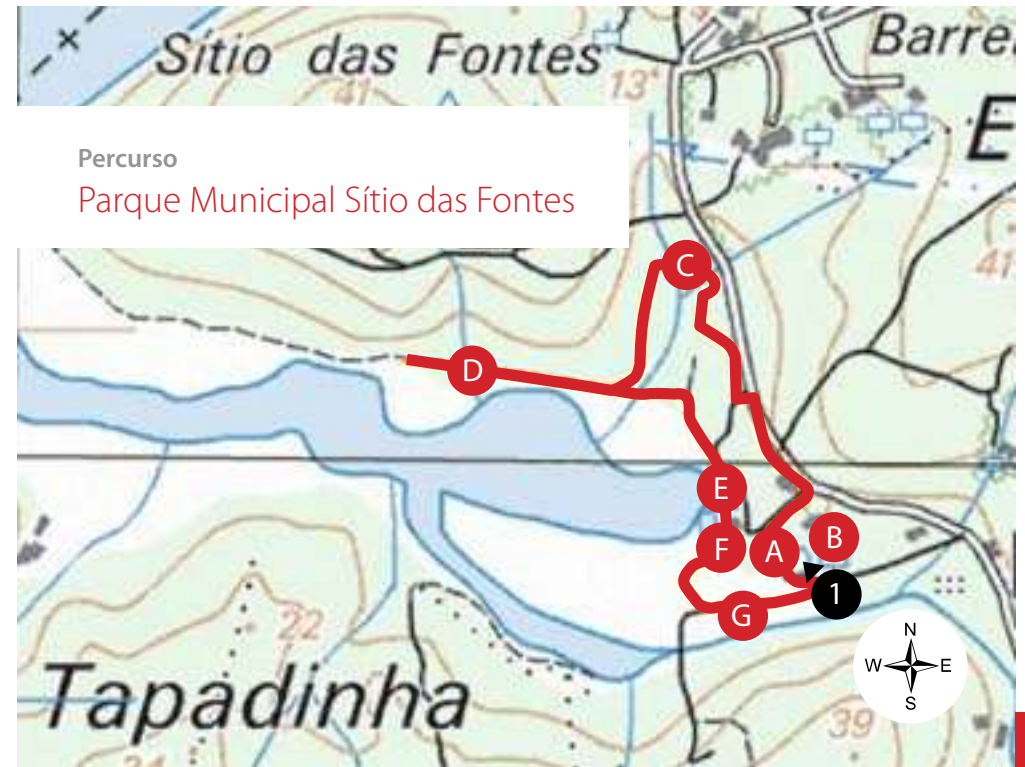 Sítio das Fontes
Barre
41
13
E
Percurso
Parque Municipal Sítio das Fontes
C
41
D
E
B
F
A
1
G
N
W E
S
22
Tapadinha
39